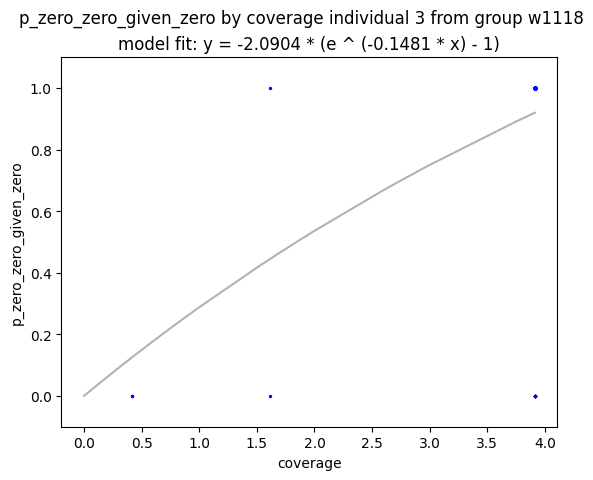 p_zero_zero_given_zero by coverage individual 3 from group w1118
model fit: y = -2.0904 * (e ^ (-0.1481 * x) - 1)
p_zero_zero_given_zero
1.0
0.8
0.6
0.4
0.2
0.0
0.0 0.5 1.0 1.5 2.0 2.5 3.0 3.5 4.0
coverage